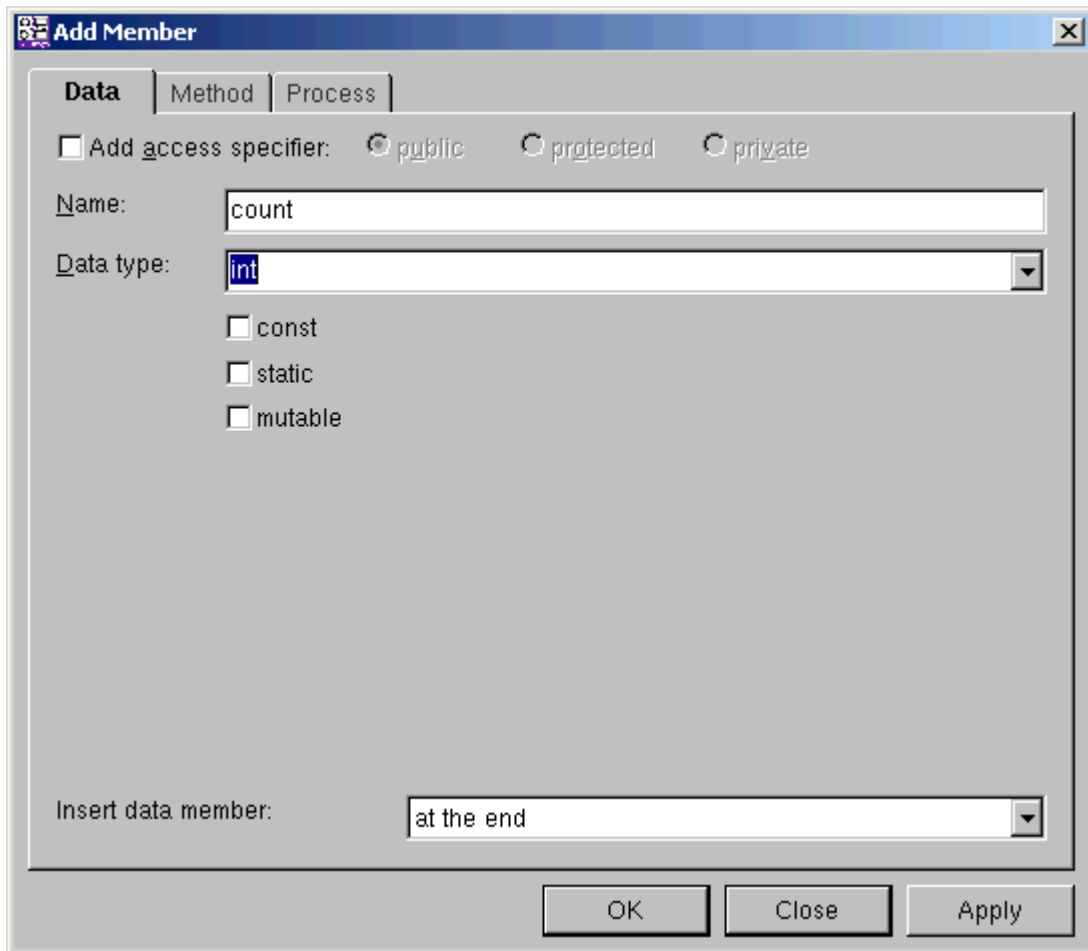 Add Member
Data Method Process
Add access specifier: public protected private
Name: count
Data type: int
const
static
mutable
Insert data member: at the end
OK Close Apply